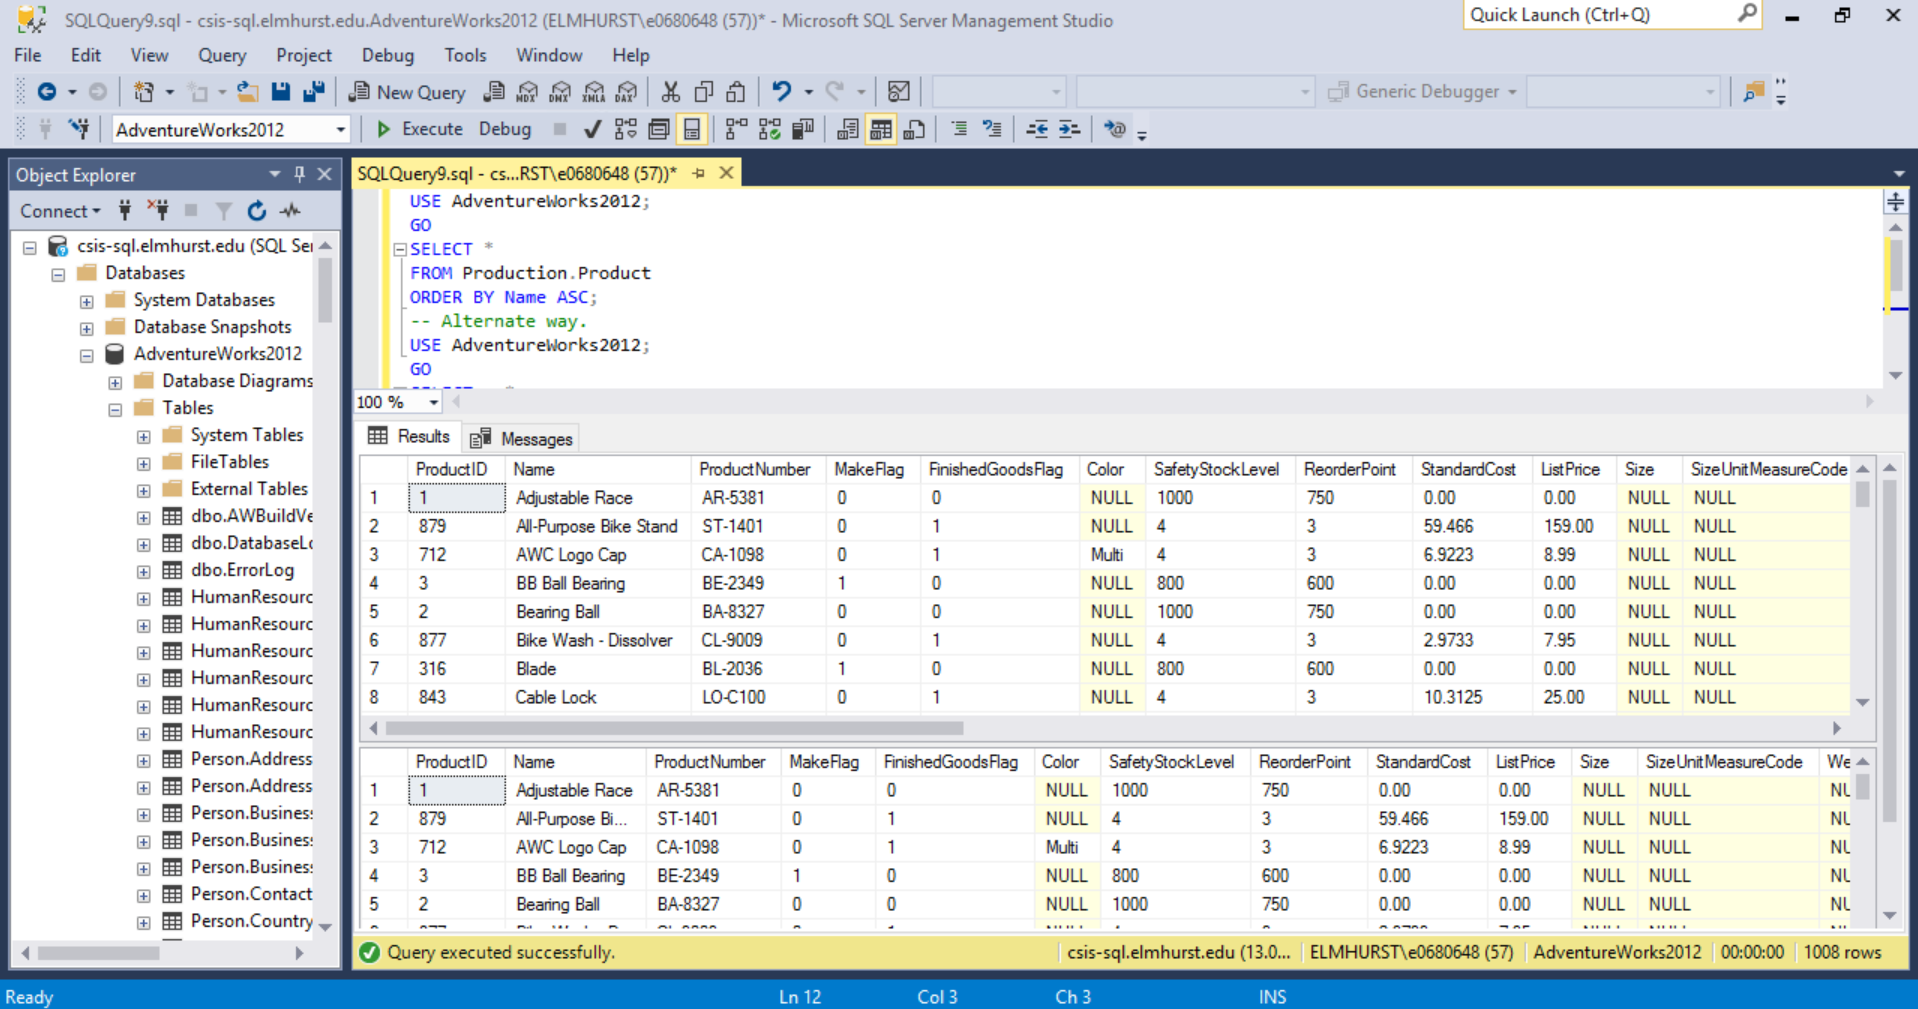 SQLQuery9.sql - csis-sql.elmhurst.edu.AdventureWorks2012 (ELMHURST\e0680648 (57))* - Microsoft SQL Server Management Studio
Quick Launch (Ctrl+Q)
File Edit View Query Project Debug Tools Window Help
New Query MDX DMX XMLA DAX Generic Debugger
AdventureWorks2012 Execute Debug
Object Explorer
Connect
csis-sql.elmhurst.edu (SQL Ser
Databases
System Databases
Database Snapshots
AdventureWorks2012
Database Diagrams
Tables
System Tables
FileTables
External Tables
dbo.AWBuildVe
dbo.DatabaseLo
dbo.ErrorLog
HumanResourc
HumanResourc
HumanResourc
HumanResourc
HumanResourc
HumanResourc
Person.Address
Person.Address
Person.Business
Person.Business
Person.Business
Person.Contact
Person.Country
SQLQuery9.sql - cs...RST\e0680648 (57))*
USE AdventureWorks2012;
GO
SELECT *
FROM Production.Product
ORDER BY Name ASC;
-- Alternate way.
USE AdventureWorks2012;
GO
100 %
Results Messages
ProductID Name ProductNumber MakeFlag FinishedGoodsFlag Color SafetyStockLevel ReorderPoint StandardCost ListPrice Size SizeUnitMeasureCode
1 1 Adjustable Race AR-5381 0 0 NULL 1000 750 0.00 0.00 NULL NULL
2 879 All-Purpose Bike Stand ST-1401 0 1 NULL 4 3 59.466 159.00 NULL NULL
3 712 AWC Logo Cap CA-1098 0 1 Multi 4 3 6.9223 8.99 NULL NULL
4 3 BB Ball Bearing BE-2349 1 0 NULL 800 600 0.00 0.00 NULL NULL
5 2 Bearing Ball BA-8327 0 0 NULL 1000 750 0.00 0.00 NULL NULL
6 877 Bike Wash - Dissolver CL-9009 0 1 NULL 4 3 2.9733 7.95 NULL NULL
7 316 Blade BL-2036 1 0 NULL 800 600 0.00 0.00 NULL NULL
8 843 Cable Lock LO-C100 0 1 NULL 4 3 10.3125 25.00 NULL NULL
ProductID Name ProductNumber MakeFlag FinishedGoodsFlag Color SafetyStockLevel ReorderPoint StandardCost ListPrice Size SizeUnitMeasureCode We
1 1 Adjustable Race AR-5381 0 0 NULL 1000 750 0.00 0.00 NULL NULL NU
2 879 All-Purpose Bi... ST-1401 0 1 NULL 4 3 59.466 159.00 NULL NULL NU
3 712 AWC Logo Cap CA-1098 0 1 Multi 4 3 6.9223 8.99 NULL NULL NU
4 3 BB Ball Bearing BE-2349 1 0 NULL 800 600 0.00 0.00 NULL NULL NU
5 2 Bearing Ball BA-8327 0 0 NULL 1000 750 0.00 0.00 NULL NULL NU
Query executed successfully. csis-sql.elmhurst.edu (13.0... ELMHURST\e0680648 (57) AdventureWorks2012 00:00:00 1008 rows
Ready Ln 12 Col 3 Ch 3 INS